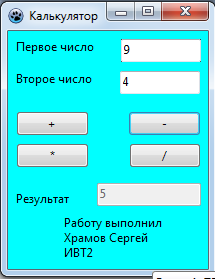 Калькулятор
Первое число 9
Второе число 4
+ -
* /
Результат 5
Работу выполнил
Храмов Сергей
ИВТ2